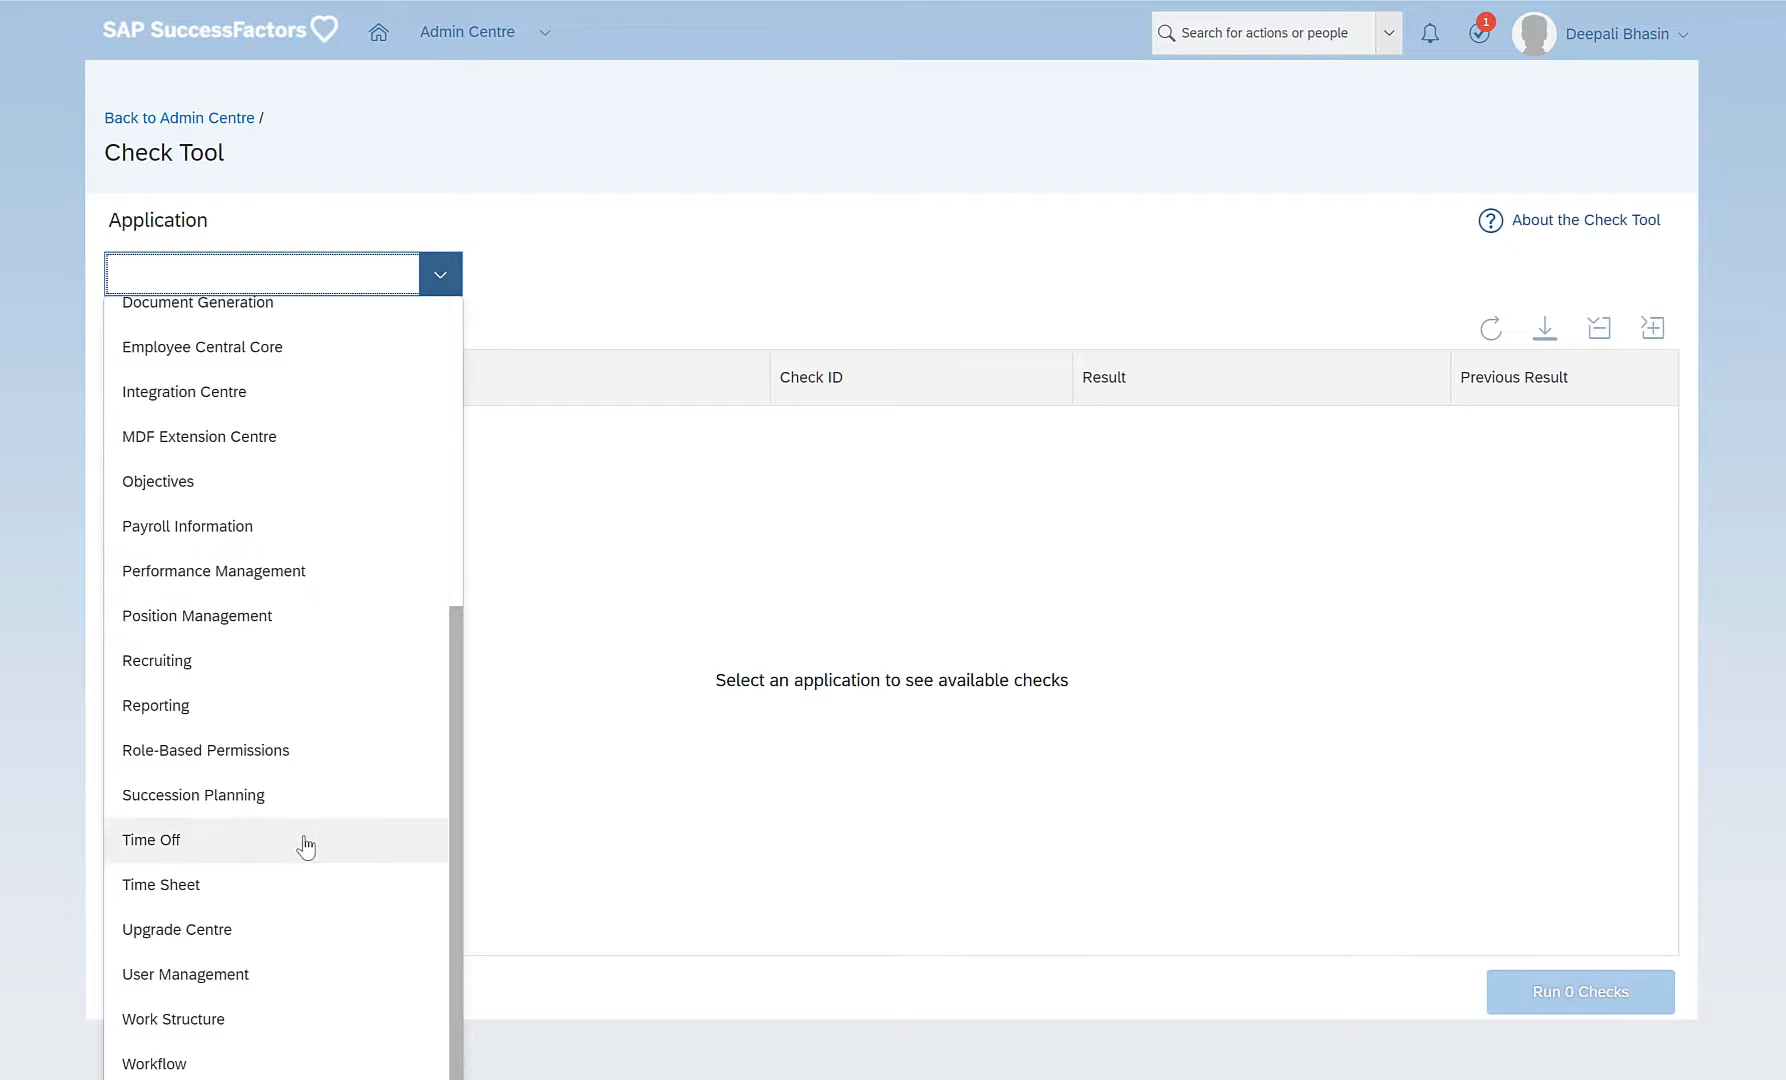 SAP SuccessFactors
Admin Centre
Search for actions or people
1
Deepali Bhasin
Back to Admin Centre /
Check Tool
Application
About the Check Tool
Document Generation
Employee Central Core
Integration Centre
MDF Extension Centre
Objectives
Payroll Information
Performance Management
Position Management
Recruiting
Reporting
Role-Based Permissions
Succession Planning
Time Off
Time Sheet
Upgrade Centre
User Management
Work Structure
Workflow
Check ID
Result
Previous Result
Select an application to see available checks
Run 0 Checks